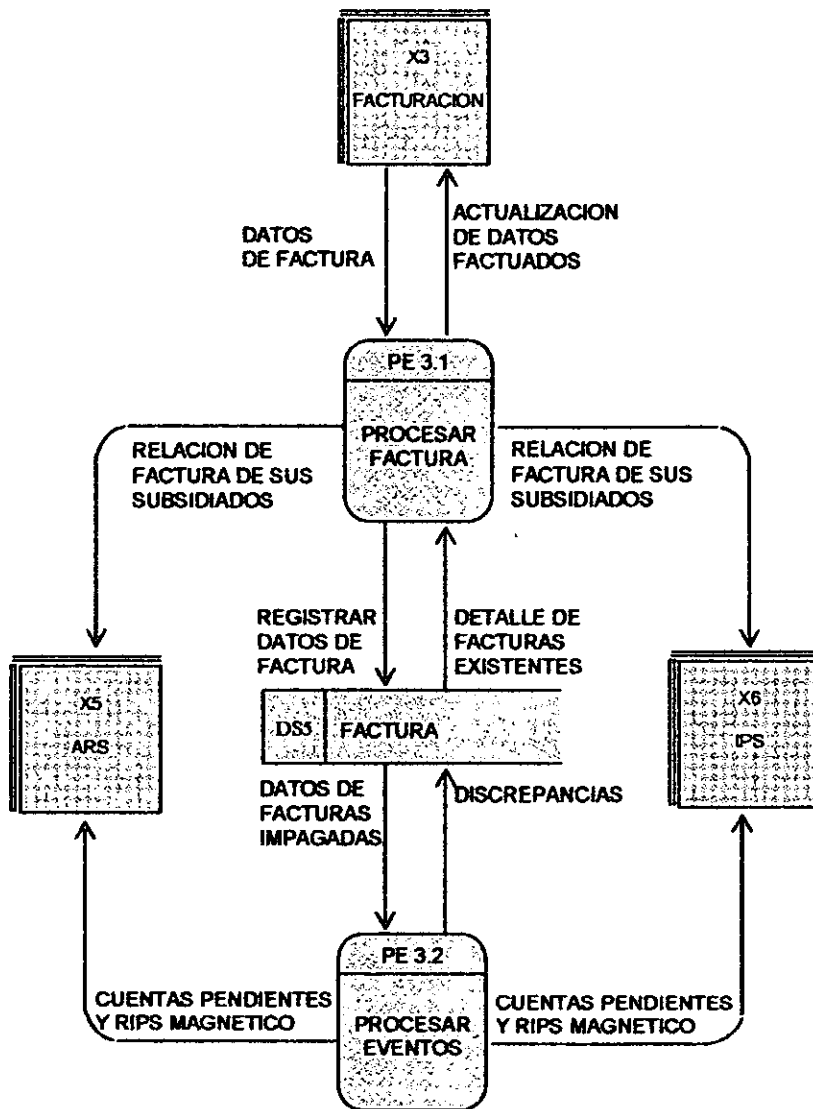 X3
FACTURACION
DATOS
DE FACTURA
ACTUALIZACION
DE DATOS
FACTUADOS
PE 3.1
PROCESAR
FACTURA
RELACION DE
FACTURA DE SUS
SUBSIDIADOS
RELACION DE
FACTURA DE SUS
SUBSIDIADOS
REGISTRAR
DATOS DE
FACTURA
DETALLE DE
FACTURAS
EXISTENTES
X5
ARS
DS5
FACTURA
X6
IPS
DATOS DE
FACTURAS
IMPAGADAS
DISCREPANCIAS
PE 3.2
PROCESAR
EVENTOS
CUENTAS PENDIENTES
Y RIPS MAGNETICO
CUENTAS PENDIENTES
Y RIPS MAGNETICO